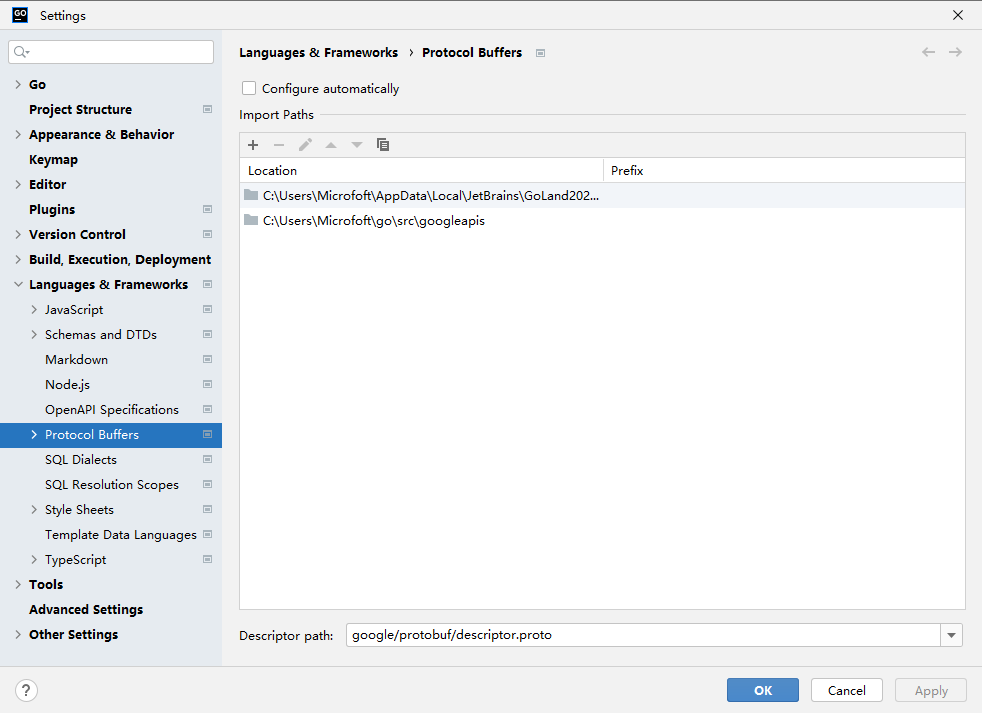 GO Settings
Languages & Frameworks › Protocol Buffers
Configure automatically
Import Paths
Location Prefix
C:\Users\Microfoft\AppData\Local\JetBrains\GoLand202...
C:\Users\Microfoft\go\src\googleapis
Descriptor path: google/protobuf/descriptor.proto
Go
Project Structure
Appearance & Behavior
Keymap
Editor
Plugins
Version Control
Build, Execution, Deployment
Languages & Frameworks
JavaScript
Schemas and DTDs
Markdown
Node.js
OpenAPI Specifications
Protocol Buffers
SQL Dialects
SQL Resolution Scopes
Style Sheets
Template Data Languages
TypeScript
Tools
Advanced Settings
Other Settings
? OK Cancel Apply